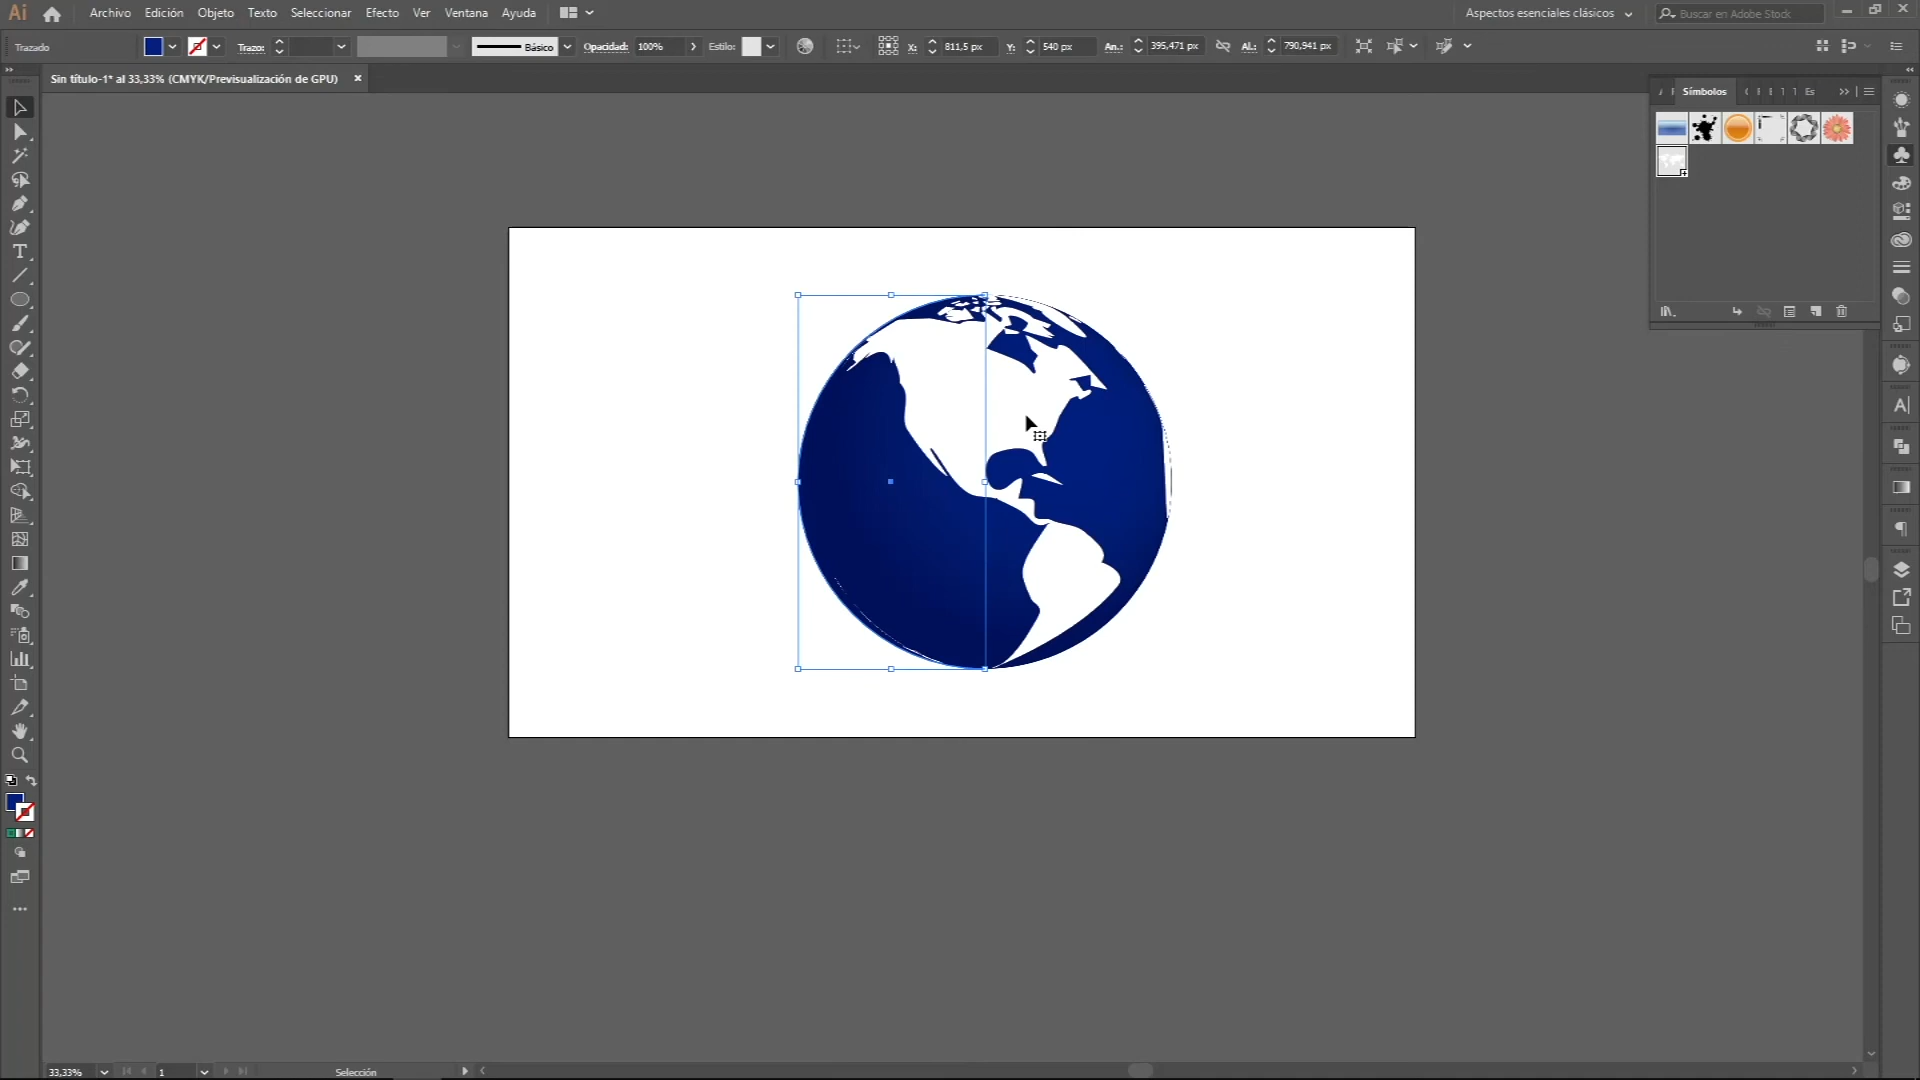 Ai Archivo Edición Objeto Texto Seleccionar Efecto Ver Ventana Ayuda Aspectos esenciales clásicos Buscar en Adobe Stock
Trazado Trazo: Básico Opacidad: 100% Estilo: X: 811,5 px Y: 540 px An.: 395,471 px Al.: 790,941 px
Sin título-1* al 33,33% (CMYK/Previsualización de GPU)
Símbolos Es
33,33% 1 Selección